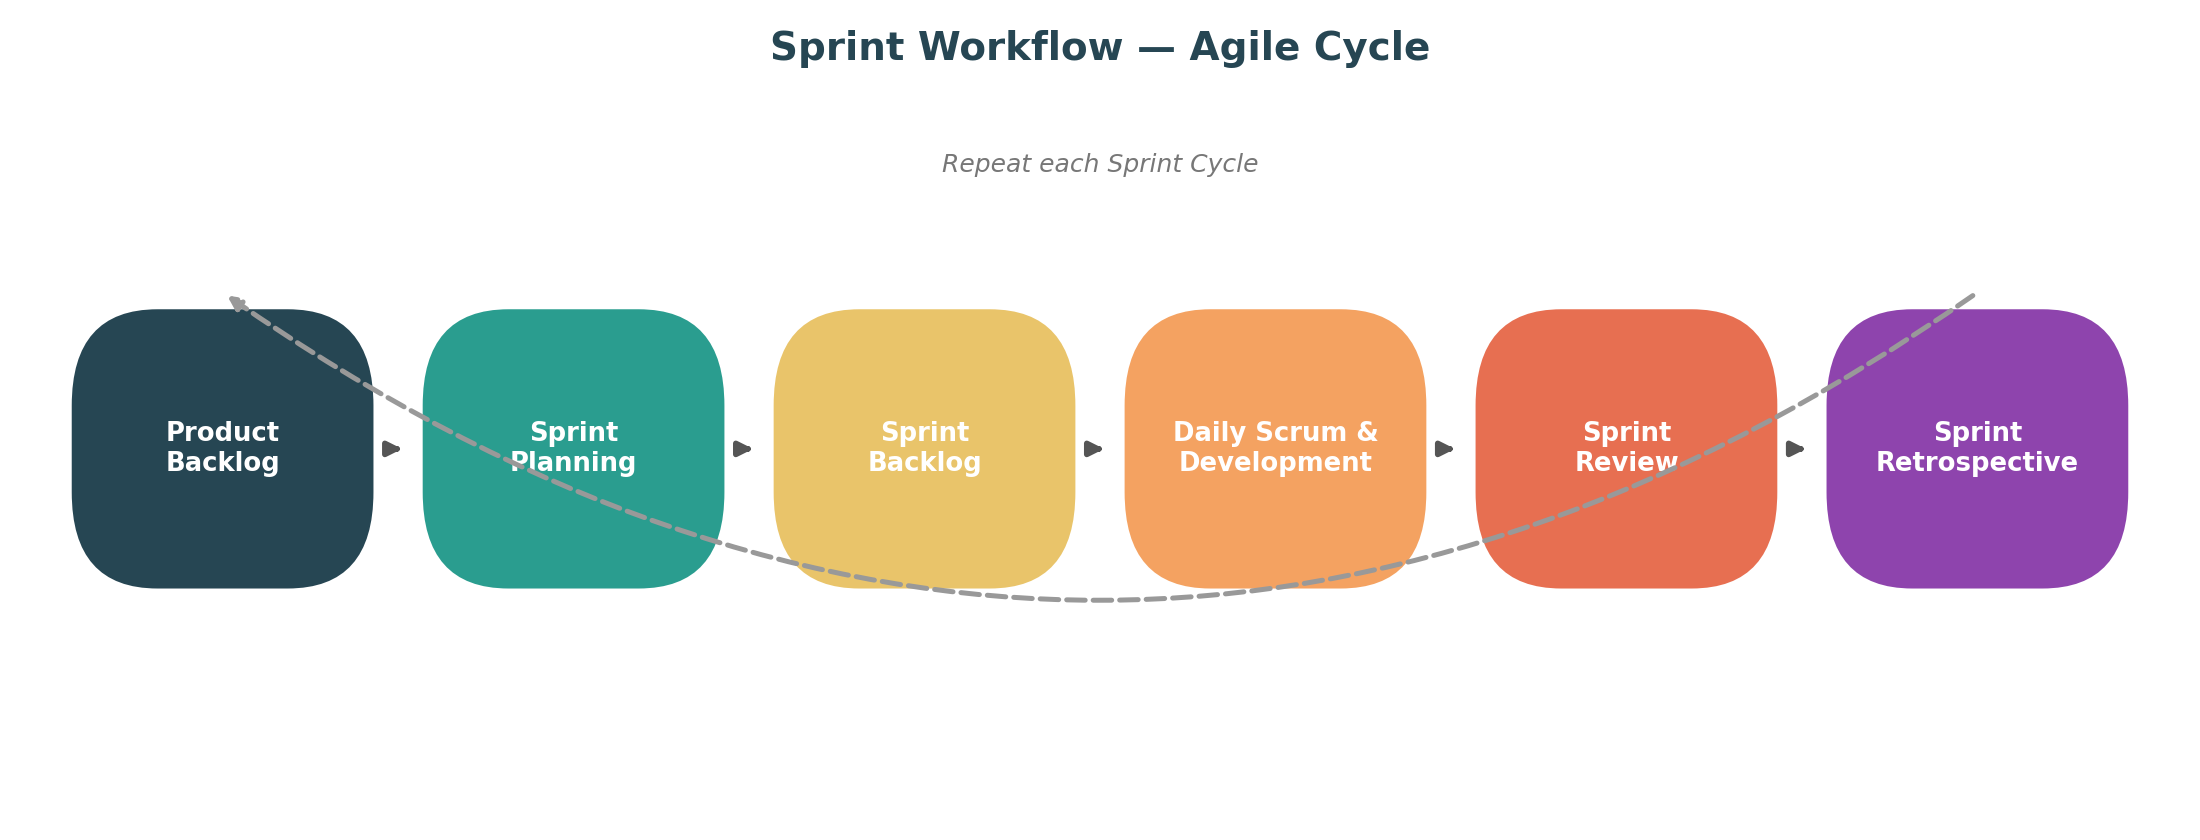 Sprint Workflow — Agile Cycle
Repeat each Sprint Cycle
Product
Backlog
Sprint
Planning
Sprint
Backlog
Daily Scrum &
Development
Sprint
Review
Sprint
Retrospective